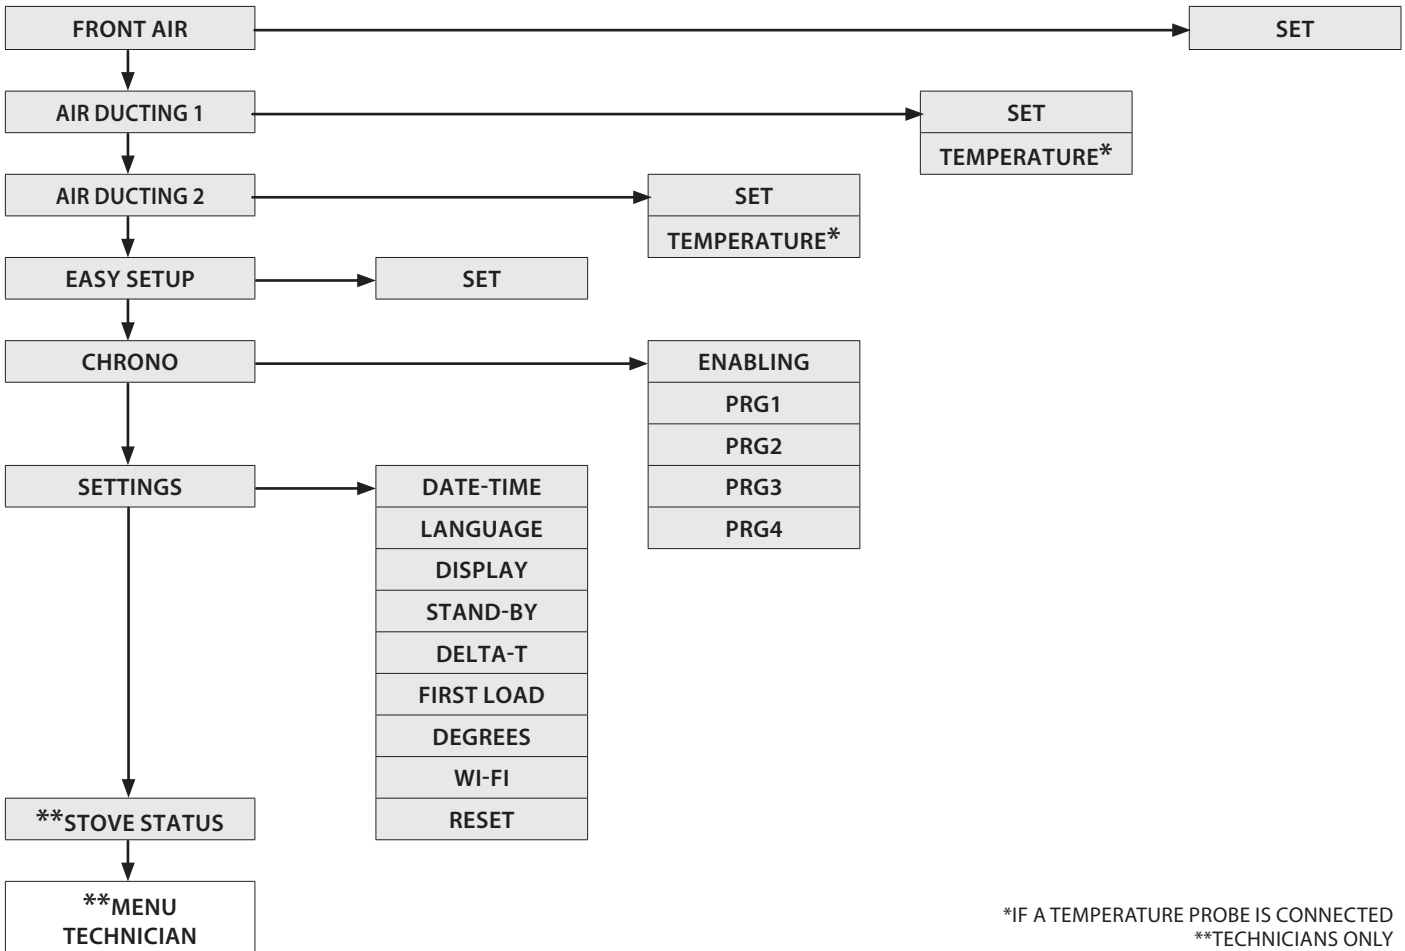 FRONT AIR
SET
AIR DUCTING 1
SET
TEMPERATURE*
AIR DUCTING 2
SET
TEMPERATURE*
EASY SETUP
SET
CHRONO
ENABLING
PRG1
PRG2
PRG3
PRG4
SETTINGS
DATE-TIME
LANGUAGE
DISPLAY
STAND-BY
DELTA-T
FIRST LOAD
DEGREES
WI-FI
RESET
**STOVE STATUS
**MENU
TECHNICIAN
*IF A TEMPERATURE PROBE IS CONNECTED
**TECHNICIANS ONLY